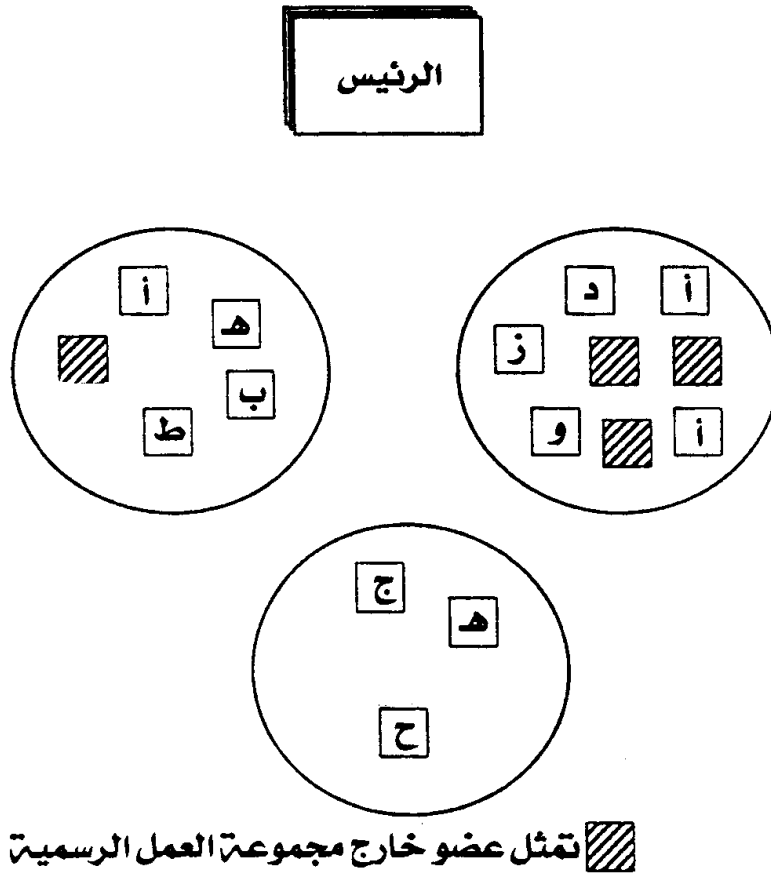 الرئيس
أ
د
ز
أ
و
أ
هـ
ب
ط
ج
هـ
ح
تمثل عضو خارج مجموعة العمل الرسمية